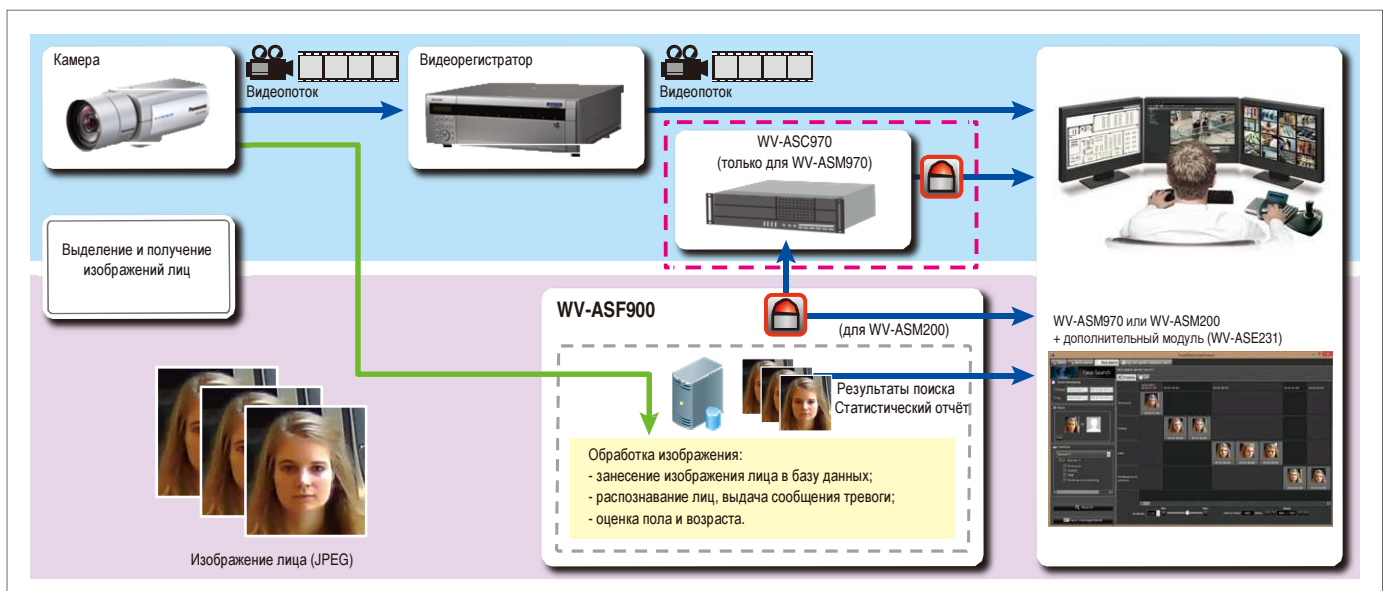 Камера
Видеопоток
Видеорегистратор
Видеопоток
WV-ASC970
(только для WV-ASM970)
Выделение и получение
изображений лиц
WV-ASF900
(для WV-ASM200)
Результаты поиска
Статистический отчёт
Обработка изображения:
- занесение изображения лица в базу данных;
- распознавание лиц, выдача сообщения тревоги;
- оценка пола и возраста.
Изображение лица (JPEG)
WV-ASM970 или WV-ASM200
+ дополнительный модуль (WV-ASE231)
Face Search
Panasonic